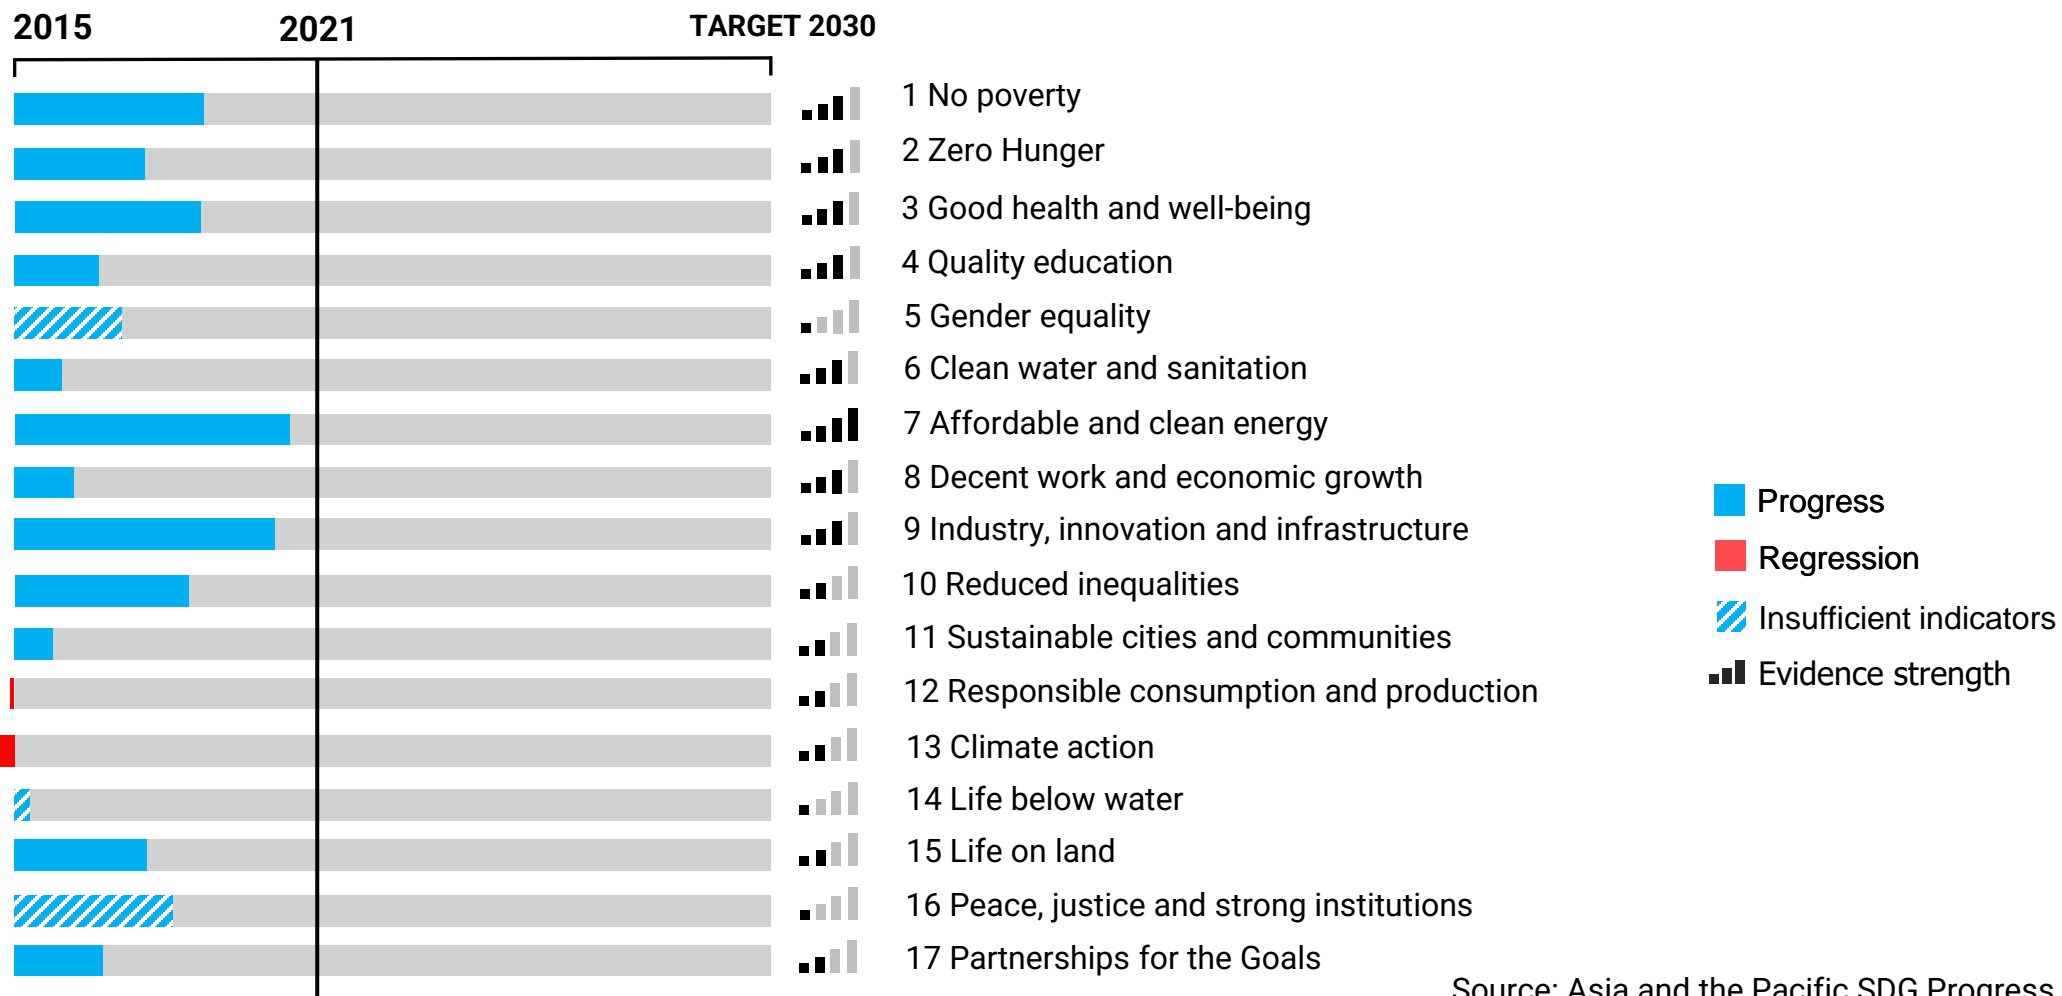 2015 2021 TARGET 2030
1 No poverty
2 Zero Hunger
3 Good health and well-being
4 Quality education
5 Gender equality
6 Clean water and sanitation
7 Affordable and clean energy
8 Decent work and economic growth
9 Industry, innovation and infrastructure
10 Reduced inequalities
11 Sustainable cities and communities
12 Responsible consumption and production
13 Climate action
14 Life below water
15 Life on land
16 Peace, justice and strong institutions
17 Partnerships for the Goals
Progress
Regression
Insufficient indicators
Evidence strength
Source: Asia and the Pacific SDG Progress